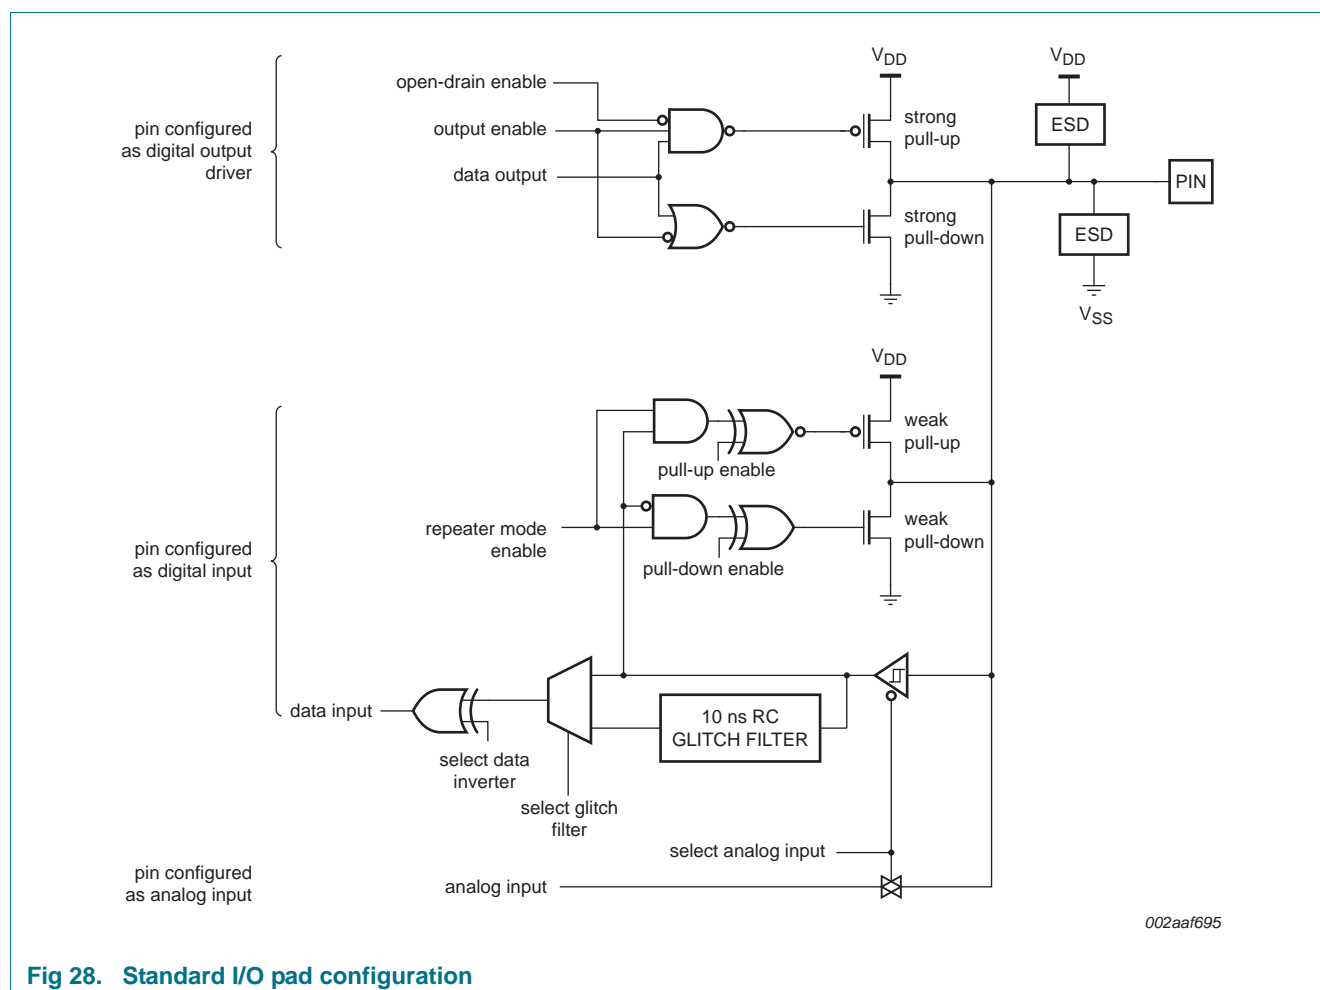 VDD
VDD
open-drain enable
strong
pull-up
ESD
pin configured
as digital output
driver
output enable
data output
PIN
strong
pull-down
ESD
VSS
VDD
weak
pull-up
pull-up enable
repeater mode
enable
weak
pull-down
pin configured
as digital input
pull-down enable
data input
10 ns RC
GLITCH FILTER
select data
inverter
select glitch
filter
select analog input
pin configured
as analog input
analog input
002aaf695
Fig 28. Standard I/O pad configuration